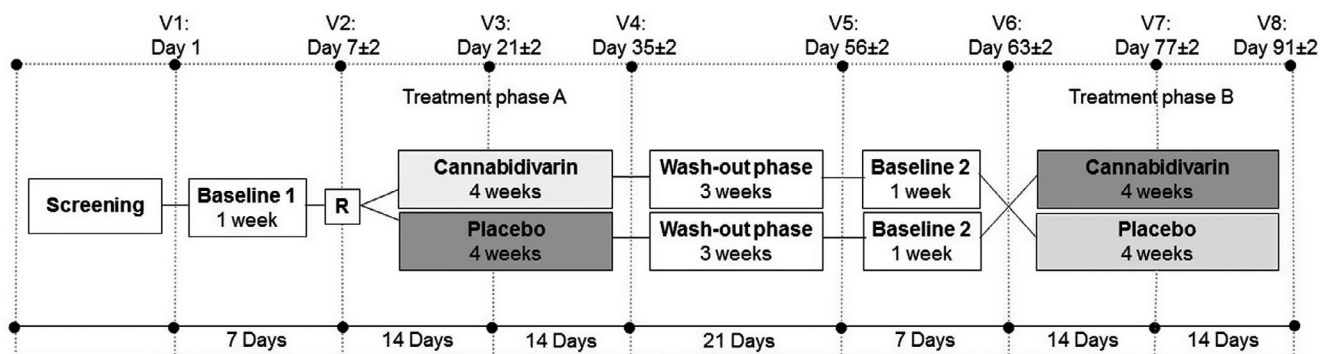 V1:
Day 1
V2:
Day 7±2
V3:
Day 21±2
V4:
Day 35±2
V5:
Day 56±2
V6:
Day 63±2
V7:
Day 77±2
V8:
Day 91±2
Treatment phase A
Treatment phase B
Screening
Baseline 1
1 week
R
Cannabidivarin
4 weeks
Placebo
4 weeks
Wash-out phase
3 weeks
Wash-out phase
3 weeks
Baseline 2
1 week
Baseline 2
1 week
Cannabidivarin
4 weeks
Placebo
4 weeks
7 Days
14 Days
14 Days
21 Days
7 Days
14 Days
14 Days